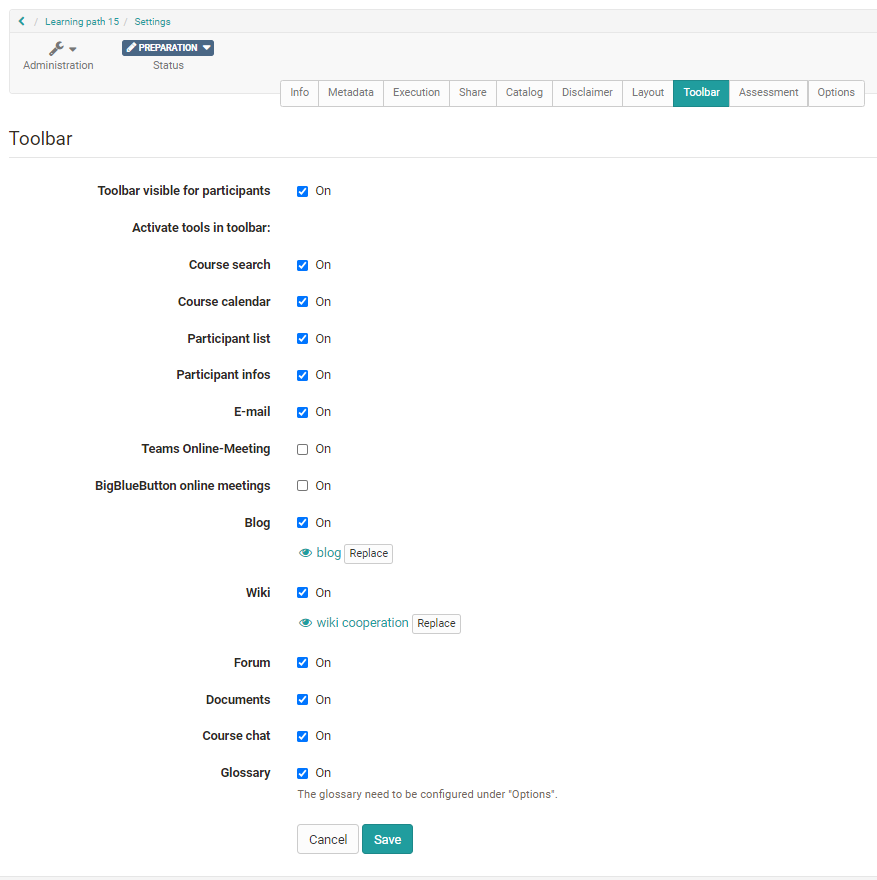 / Learning path 15 / Settings
Administration
PREPARATION
Status
Info Metadata Execution Share Catalog Disclaimer Layout Toolbar Assessment Options
Toolbar
Toolbar visible for participants On
Activate tools in toolbar:
Course search On
Course calendar On
Participant list On
Participant infos On
E-mail On
Teams Online-Meeting On
BigBlueButton online meetings On
Blog On
blog Replace
Wiki On
wiki cooperation Replace
Forum On
Documents On
Course chat On
Glossary On
The glossary need to be configured under "Options".
Cancel Save